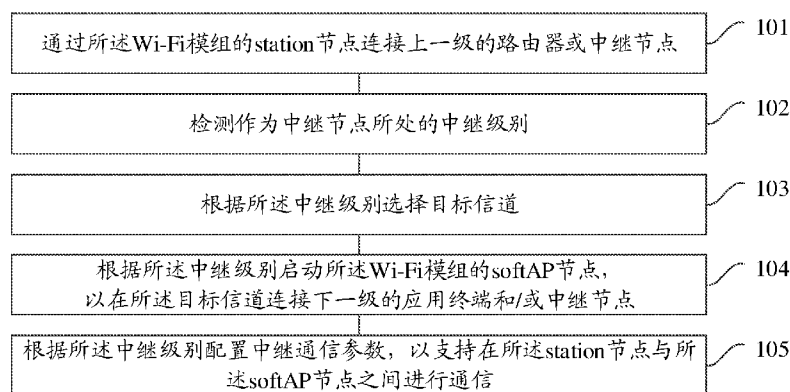 通过所述Wi-Fi模组的station节点连接上一级的路由器或中继节点
101
检测作为中继节点所处的中继级别
102
根据所述中继级别选择目标信道
103
根据所述中继级别启动所述Wi-Fi模组的softAP节点，
以在所述目标信道连接下一级的应用终端和/或中继节点
104
根据所述中继级别配置中继通信参数，以支持在所述station节点与所
述softAP节点之间进行通信
105